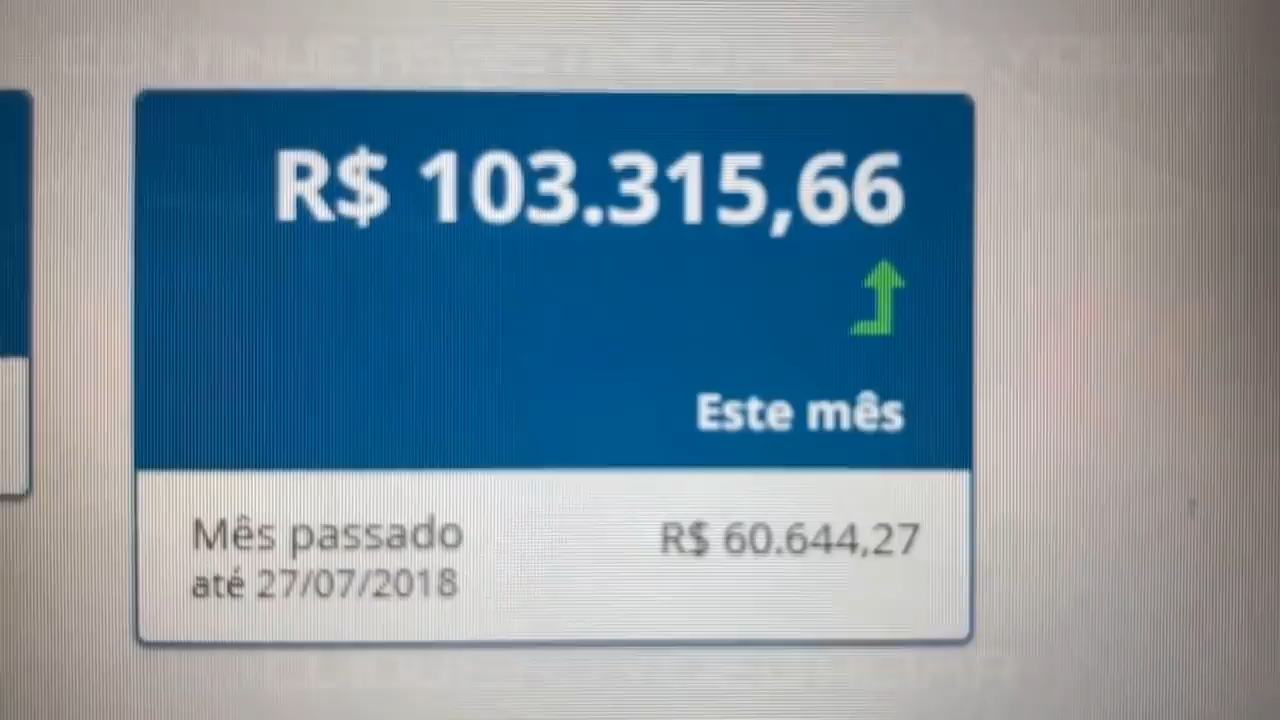 R$ 103.315,66
Este mês
Mês passado R$ 60.644,27
até 27/07/2018